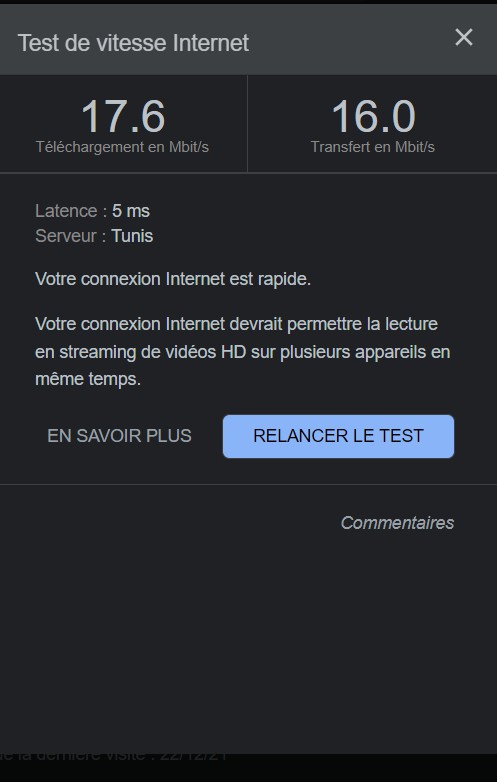 Test de vitesse Internet
17.6
Téléchargement en Mbit/s
16.0
Transfert en Mbit/s
Latence : 5 ms
Serveur : Tunis
Votre connexion Internet est rapide.
Votre connexion Internet devrait permettre la lecture
en streaming de vidéos HD sur plusieurs appareils en
même temps.
EN SAVOIR PLUS
RELANCER LE TEST
Commentaires
de la dernière visite : 22/12/21